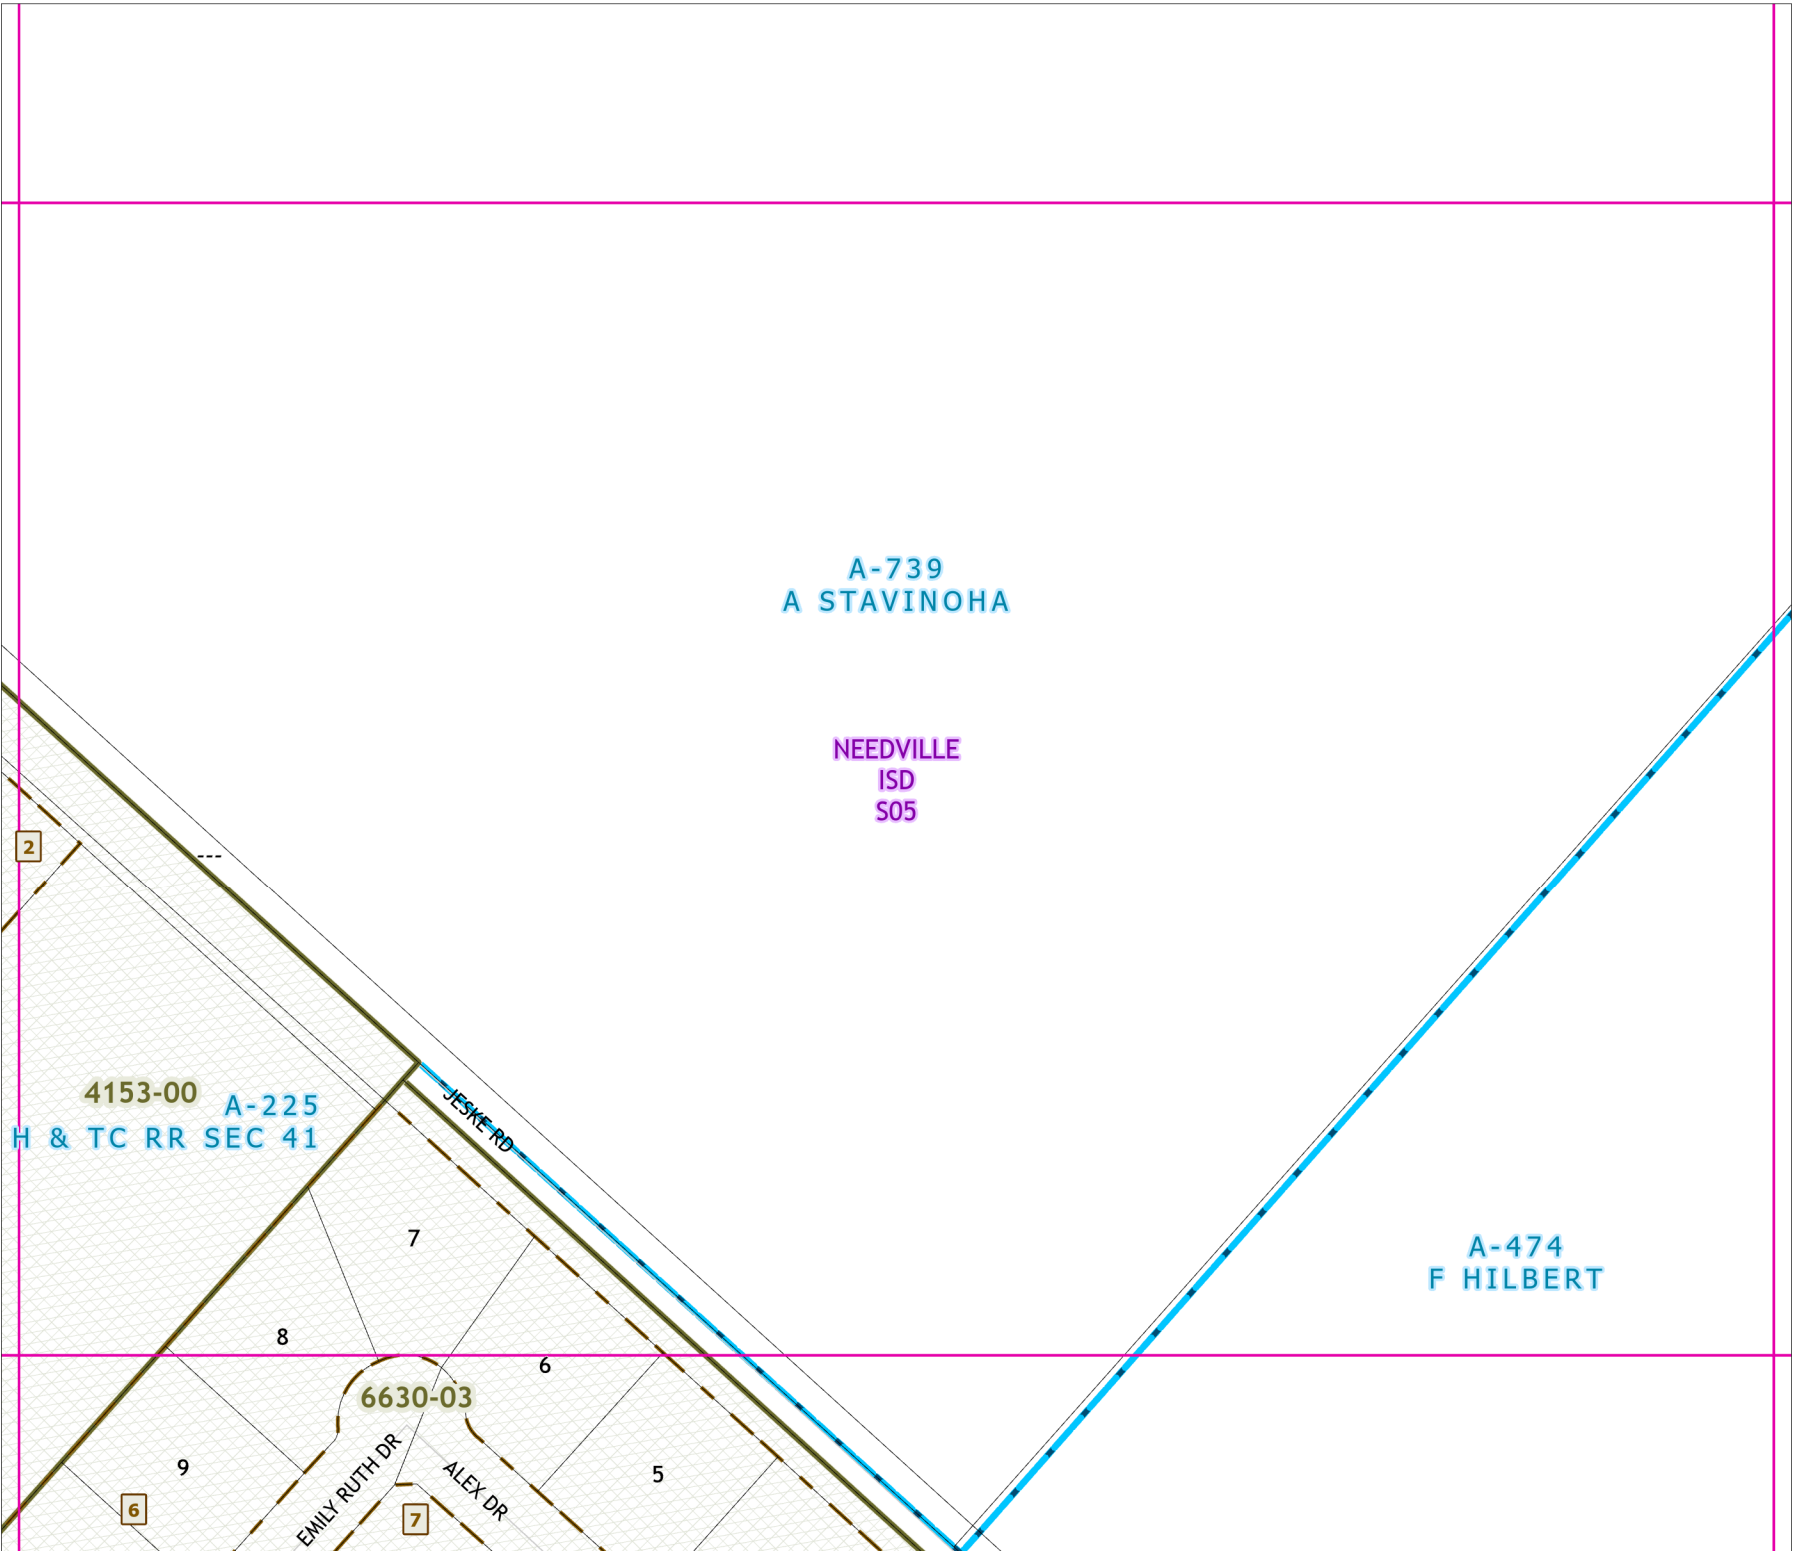 A-739
A STAVINOHA
NEEDVILLE
ISD
S05
2
---
4153-00
A-225
H & TC RR SEC 41
JESKE RD
7
A-474
F HILBERT
8
6
6630-03
9
5
EMILY RUTH DR
ALEX DR
6
7